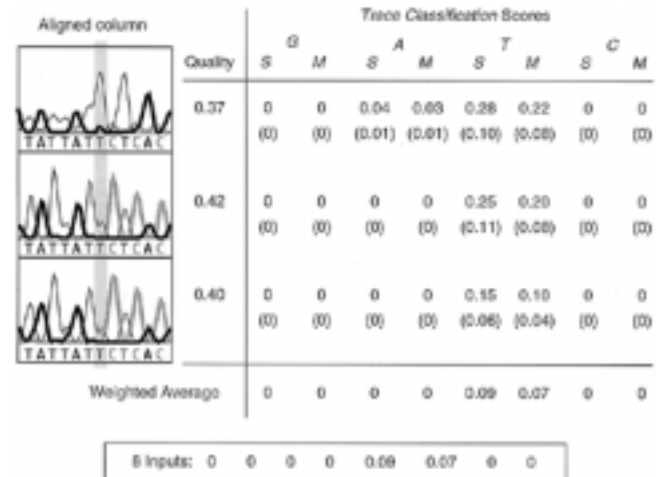 Aligned column
Trace Classification Scores
G A T C
Quality S M S M S M S M
0.37 0 0 0.04 0.03 0.28 0.22 0 0
(0) (0) (0.01) (0.01) (0.10) (0.08) (0) (0)
TATTATTCTCAC
0.42 0 0 0 0 0.25 0.20 0 0
(0) (0) (0) (0) (0.11) (0.08) (0) (0)
TATTATTCTCAC
0.40 0 0 0 0 0.15 0.10 0 0
(0) (0) (0) (0) (0.06) (0.04) (0) (0)
TATTATTCTCAC
Weighted Average 0 0 0 0 0.09 0.07 0 0
8 Inputs: 0 0 0 0 0.09 0.07 0 0